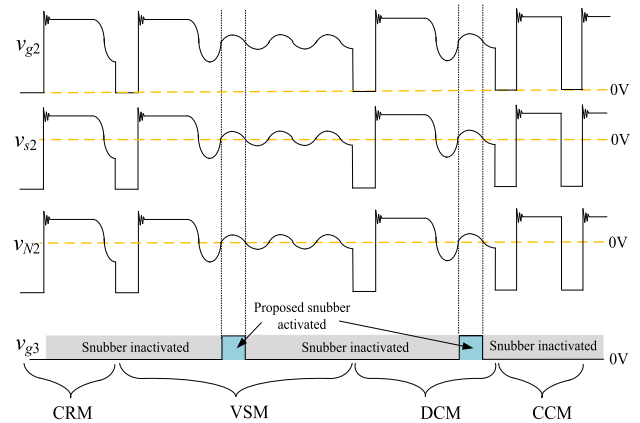 v_g2
0V
v_s2
0V
v_N2
0V
Proposed snubber
activated
v_g3
Snubber inactivated
Snubber inactivated
Snubber inactivated
0V
CRM
VSM
DCM
CCM